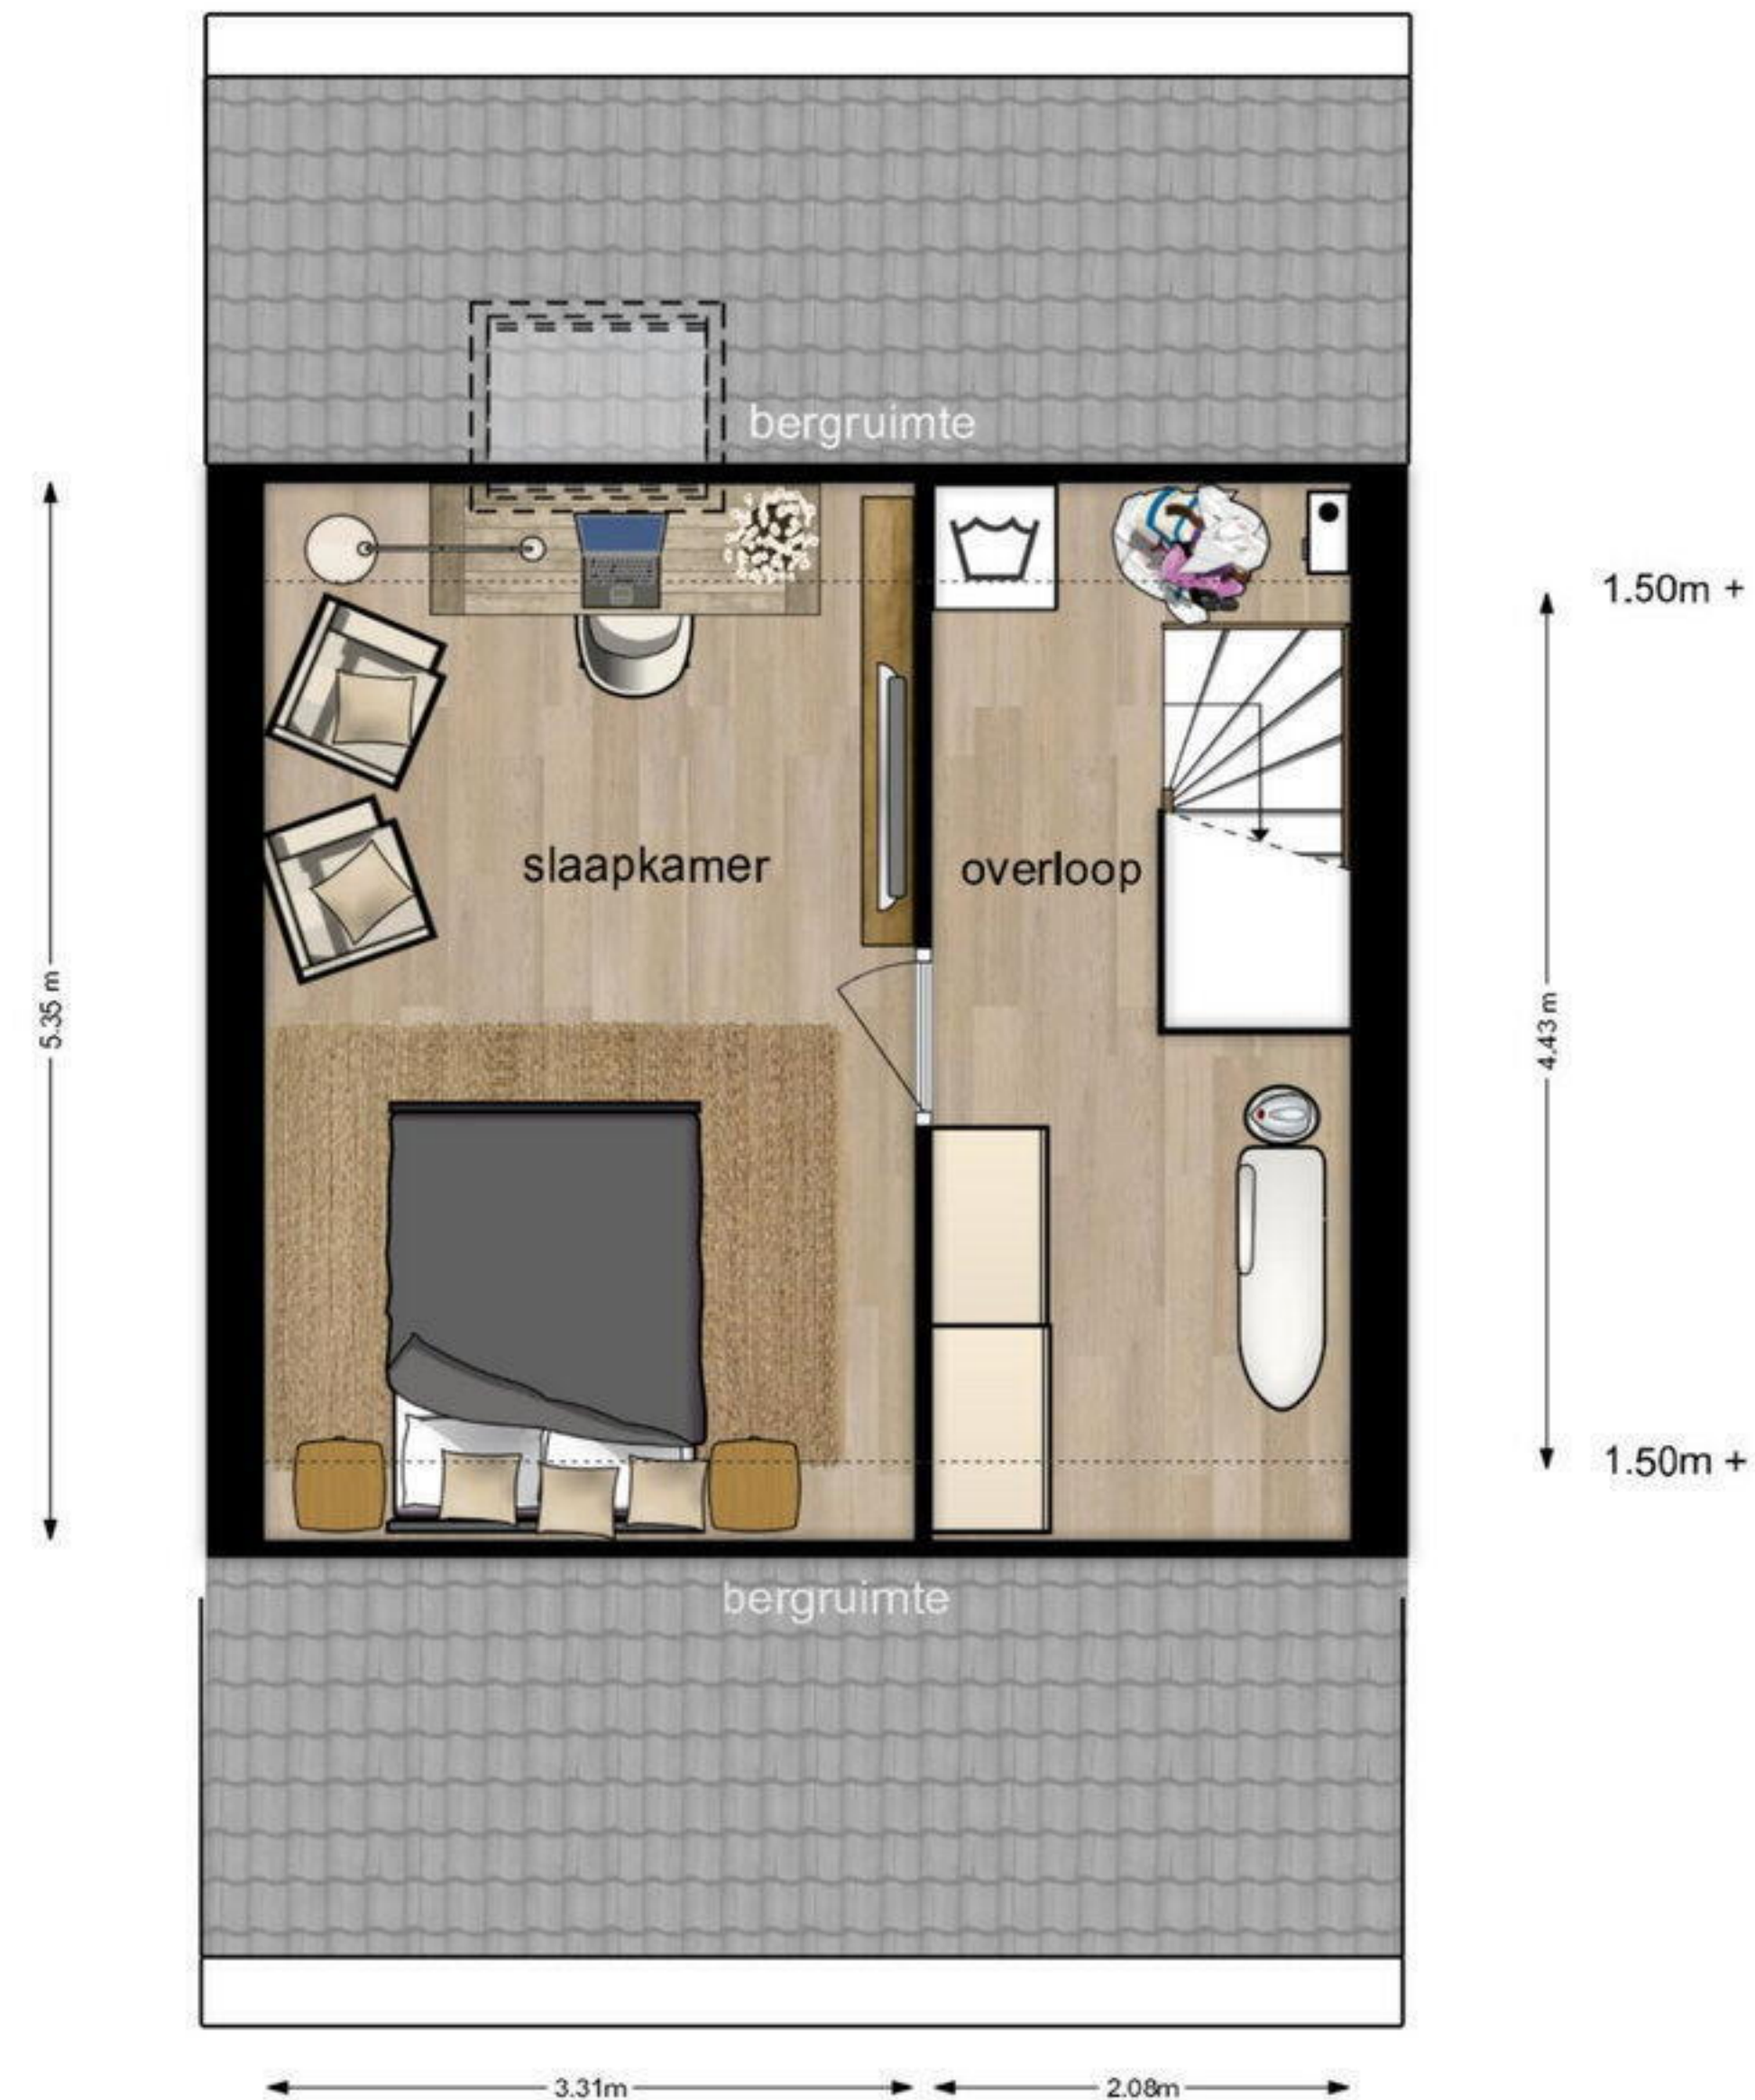 bergruimte
1.50m +
slaapkamer
overloop
5.35 m
4.43 m
1.50m +
bergruimte
3.31m
2.08m